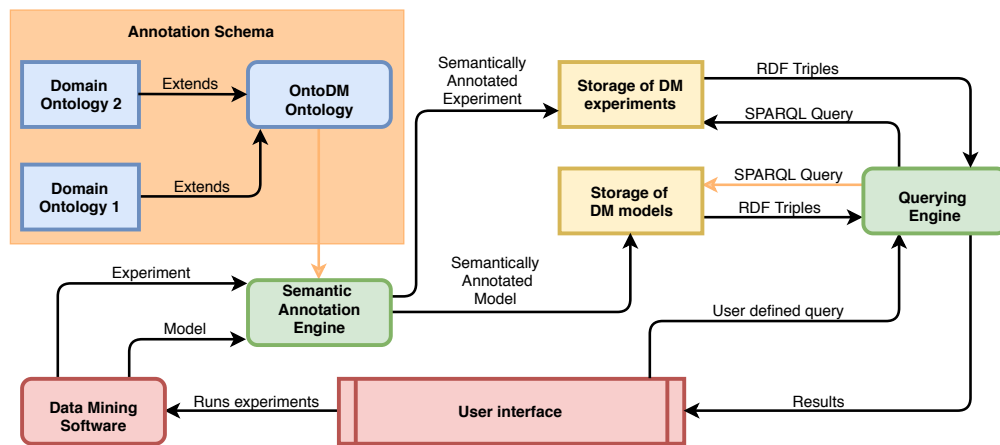 Annotation Schema
Domain
Ontology 2
Extends
OntoDM
Ontology
Domain
Ontology 1
Extends
Semantically
Annotated
Experiment
Storage of DM
experiments
RDF Triples
SPARQL Query
Storage of
DM models
SPARQL Query
RDF Triples
Querying
Engine
Experiment
Model
Semantic
Annotation
Engine
Semantically
Annotated
Model
User defined query
Data Mining
Software
Runs experiments
User interface
Results